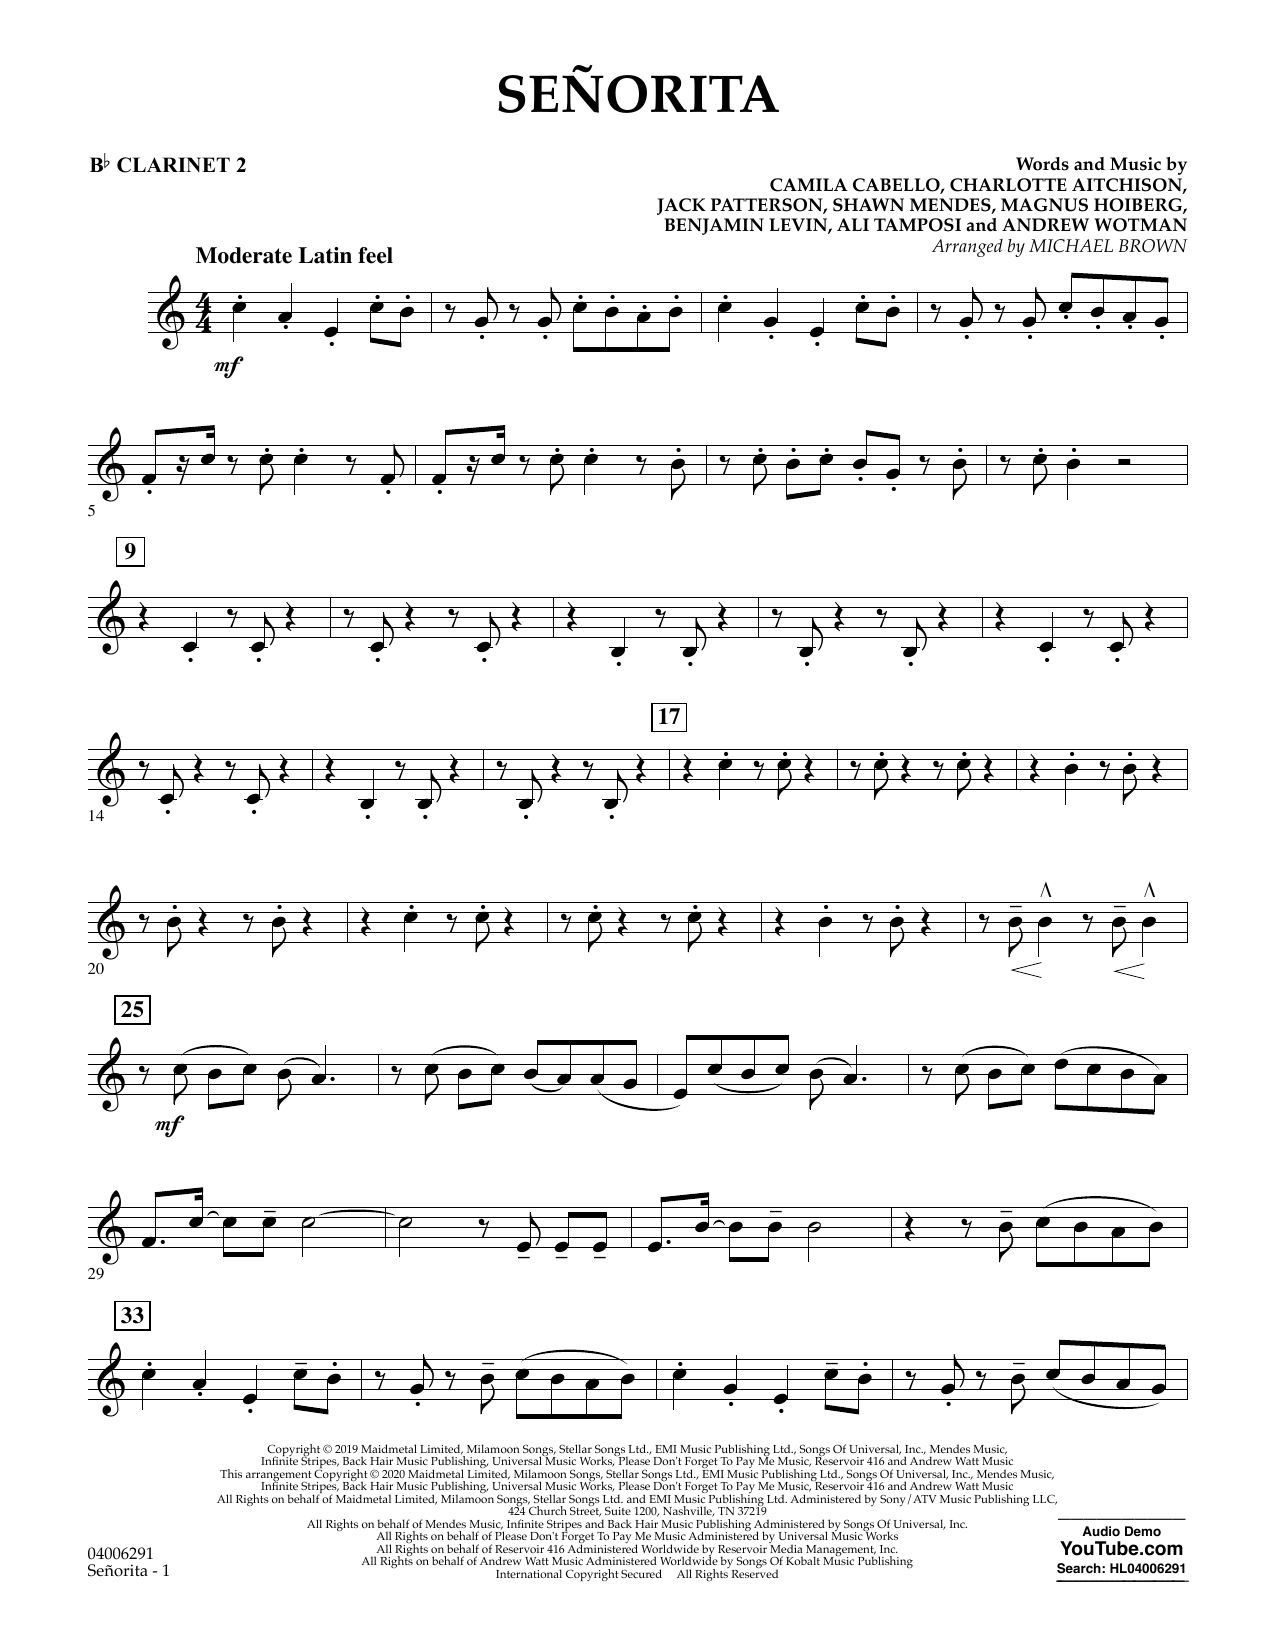 SEÑORITA
B♭ CLARINET 2
Words and Music by
CAMILA CABELLO, CHARLOTTE AITCHISON,
JACK PATTERSON, SHAWN MENDES, MAGNUS HOIBERG,
BENJAMIN LEVIN, ALI TAMPOSI and ANDREW WOTMAN
Arranged by MICHAEL BROWN
Moderate Latin feel
4
4
mf
5
9
17
14
20
25
mf
29
33
Copyright © 2019 Maidmetal Limited, Milamoon Songs, Stellar Songs Ltd., EMI Music Publishing Ltd., Songs Of Universal, Inc., Mendes Music,
Infinite Stripes, Back Hair Music Publishing, Universal Music Works, Please Don't Forget To Pay Me Music, Reservoir 416 and Andrew Watt Music
This arrangement Copyright © 2020 Maidmetal Limited, Milamoon Songs, Stellar Songs Ltd., EMI Music Publishing Ltd., Songs Of Universal, Inc., Mendes Music,
Infinite Stripes, Back Hair Music Publishing, Universal Music Works, Please Don't Forget To Pay Me Music, Reservoir 416 and Andrew Watt Music
All Rights on behalf of Maidmetal Limited, Milamoon Songs, Stellar Songs Ltd. and EMI Music Publishing Ltd. Administered by Sony/ATV Music Publishing LLC,
424 Church Street, Suite 1200, Nashville, TN 37219
All Rights on behalf of Mendes Music, Infinite Stripes and Back Hair Music Publishing Administered by Songs Of Universal, Inc.
All Rights on behalf of Please Don't Forget To Pay Me Music Administered by Universal Music Works
All Rights on behalf of Reservoir 416 Administered Worldwide by Reservoir Media Management, Inc.
All Rights on behalf of Andrew Watt Music Administered Worldwide by Songs Of Kobalt Music Publishing
International Copyright Secured All Rights Reserved
04006291
Señorita - 1
Audio Demo
YouTube.com
Search: HL04006291